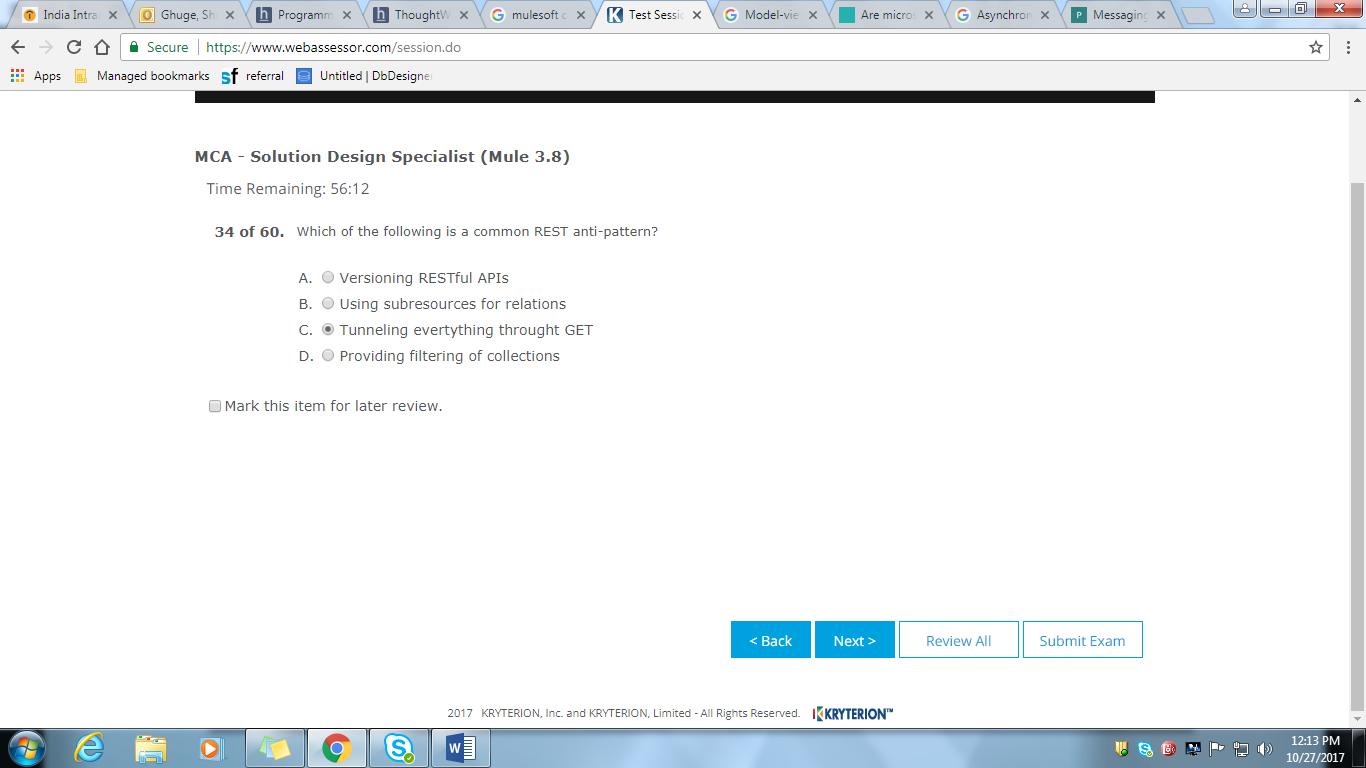 India Intra
Ghuge, Sh
Programm
ThoughtW
mulesoft c
Test Sessi
Model-vie
Are micros
Asynchron
Messaging
Secure
https://www.webassessor.com/session.do
Apps
Managed bookmarks
sf referral
Untitled | DbDesigner
MCA - Solution Design Specialist (Mule 3.8)
Time Remaining: 56:12
34 of 60. Which of the following is a common REST anti-pattern?
A. Versioning RESTful APIs
B. Using subresources for relations
C. Tunneling evertything throught GET
D. Providing filtering of collections
Mark this item for later review.
< Back
Next >
Review All
Submit Exam
2017 KRYTERION, Inc. and KRYTERION, Limited - All Rights Reserved. KRYTERION™
12:13 PM
10/27/2017